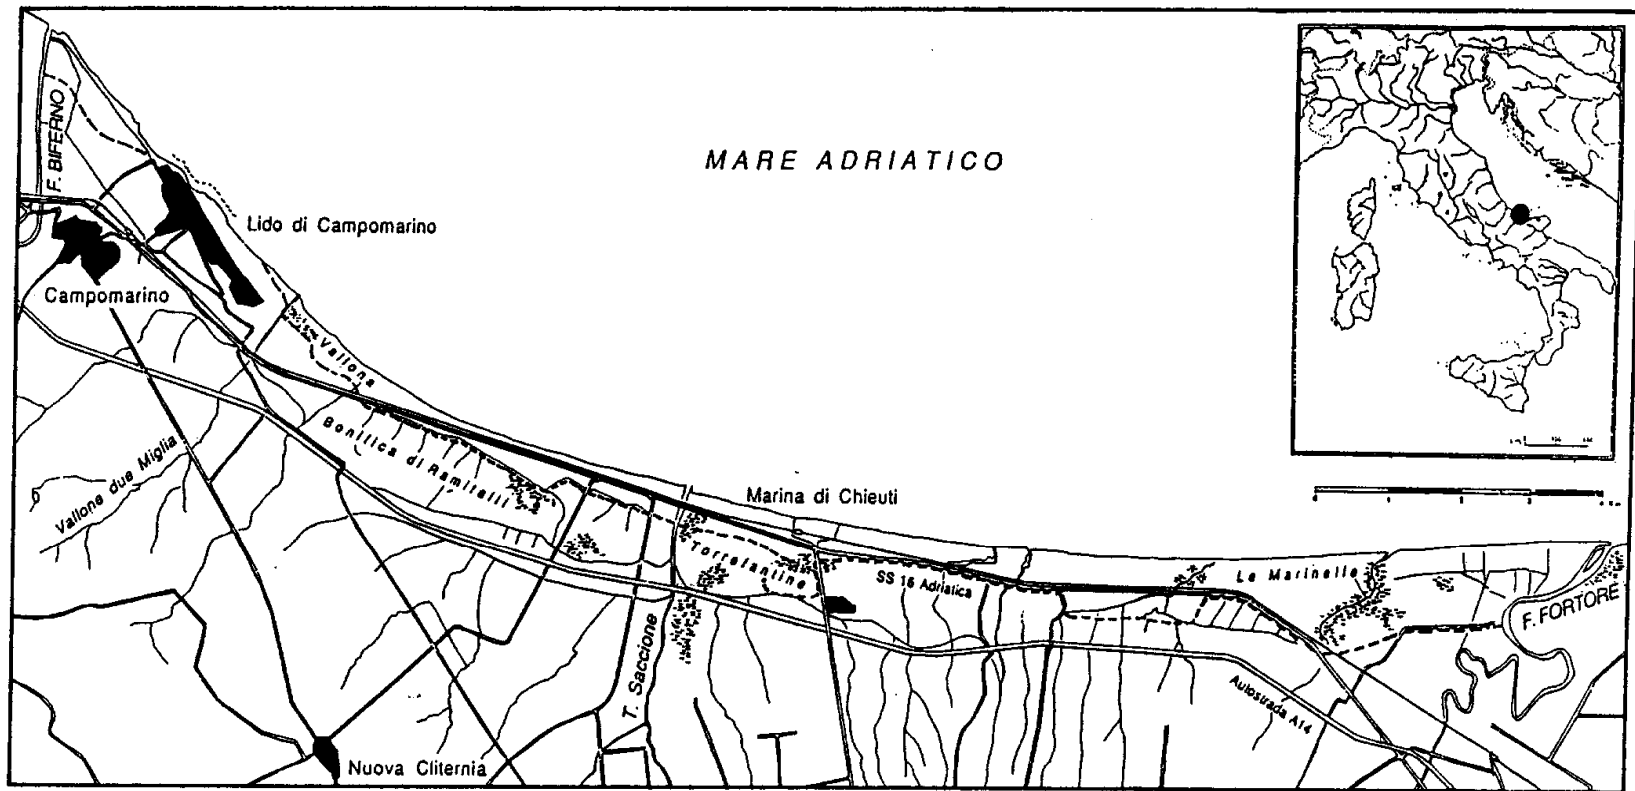 MARE ADRIATICO
F. BIFERNO
Lido di Campomarino
Campomarino
Vallona
Bonifica di Ramitelli
Vallone due Miglia
Marina di Chieuti
Torrefantine
SS 16 Adriatica
Le Marinelle
F. FORTORE
T. Saccione
Autostrada A14
Nuova Cliternia